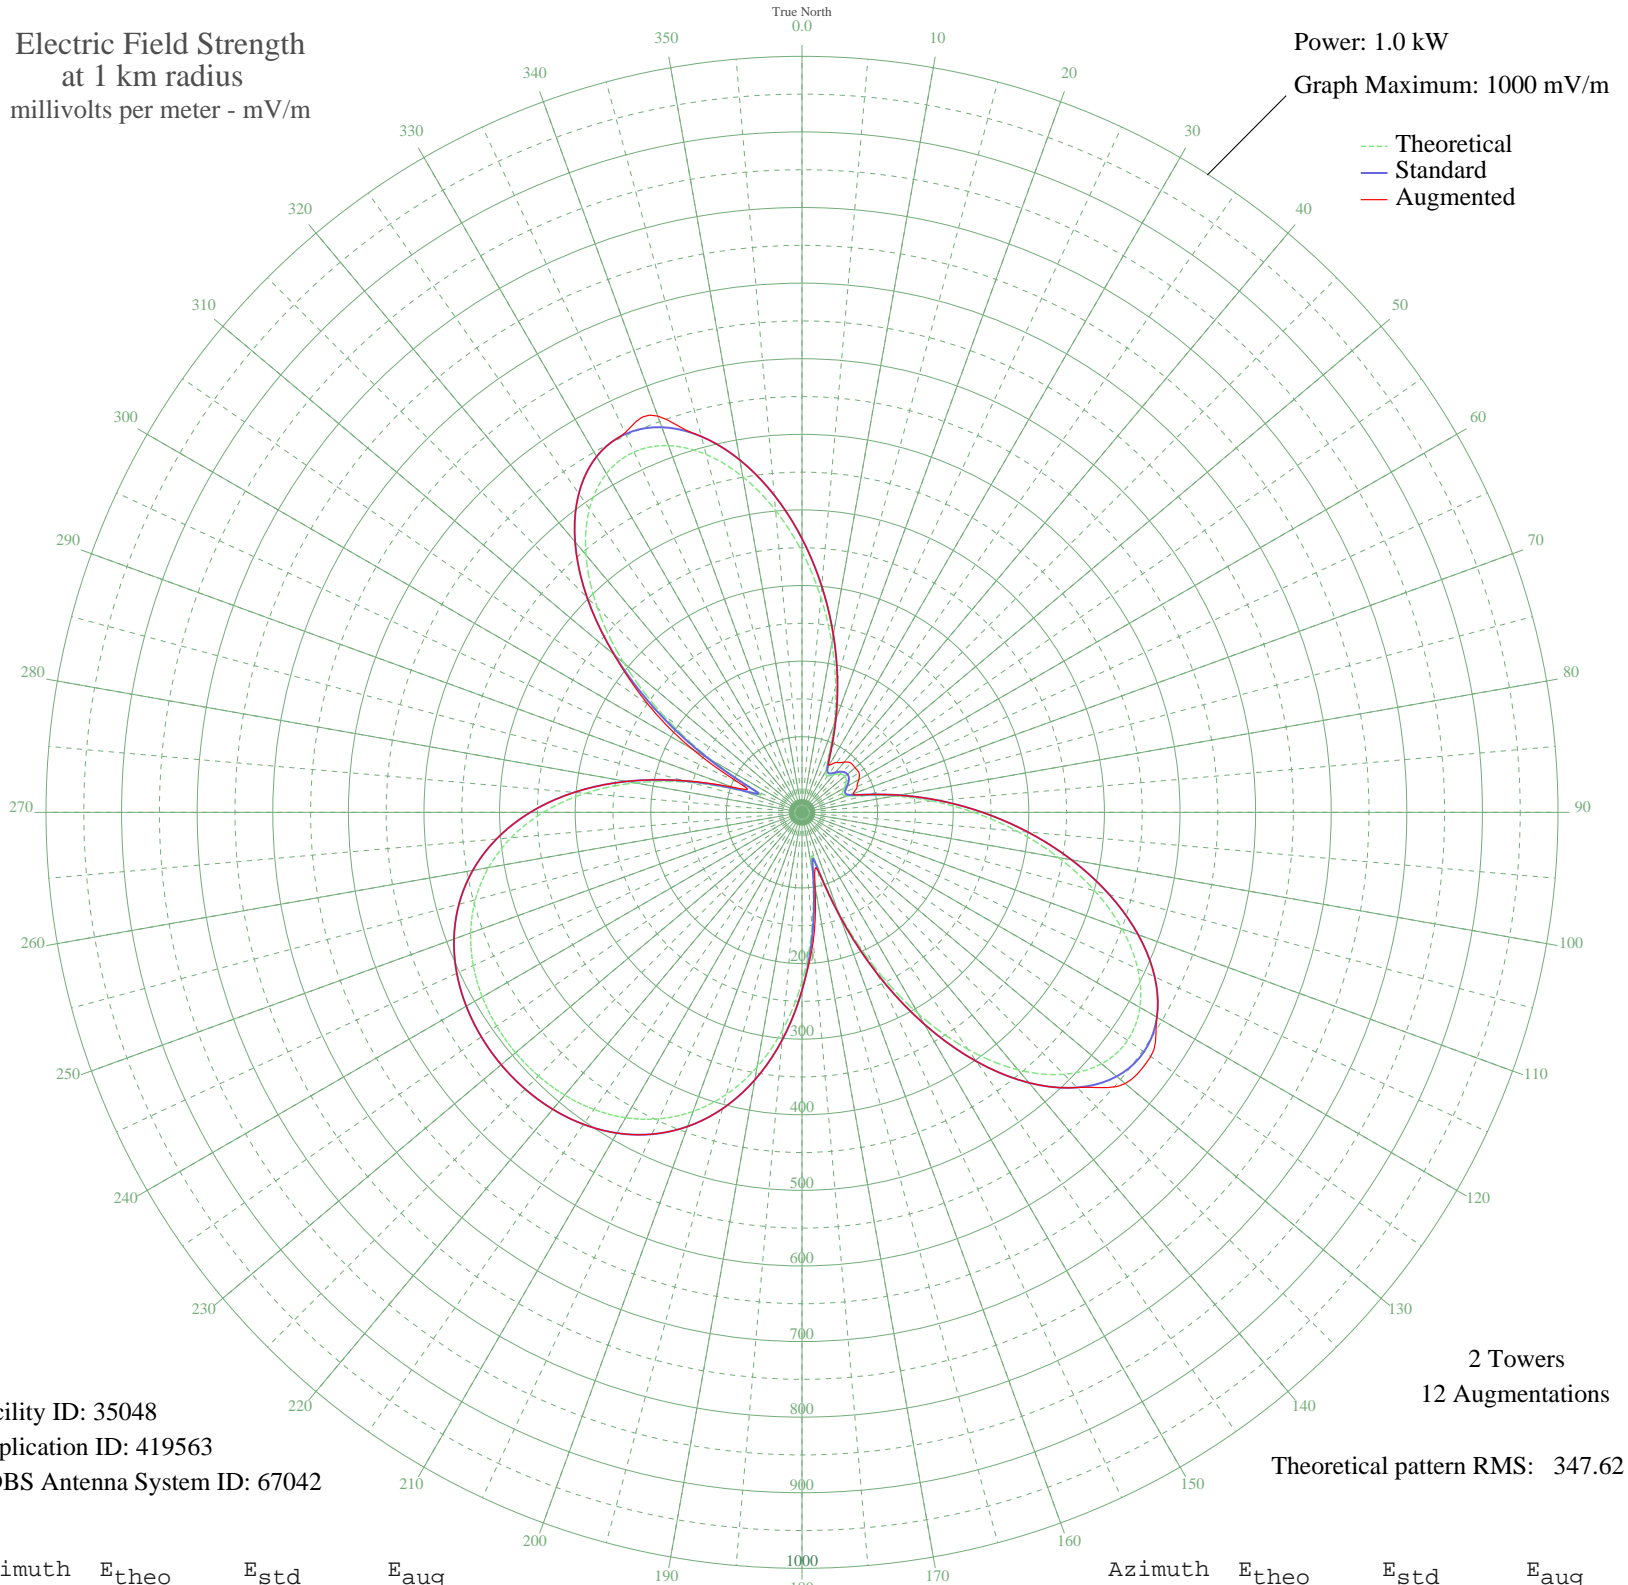 True North
0.0
Electric Field Strength
at 1 km radius
millivolts per meter - mV/m
Power: 1.0 kW
Graph Maximum: 1000 mV/m
Theoretical
Standard
Augmented
10
20
30
40
50
60
70
80
90
100
110
120
130
140
150
160
170
190
200
210
220
230
240
250
260
270
280
290
300
310
320
330
340
350
200
300
400
500
600
700
800
900
1000
2 Towers
12 Augmentations
Theoretical pattern RMS: 347.62
cility ID: 35048
plication ID: 419563
DBS Antenna System ID: 67042
imuth Etheo Estd Eaug
Azimuth Etheo Estd Eaug